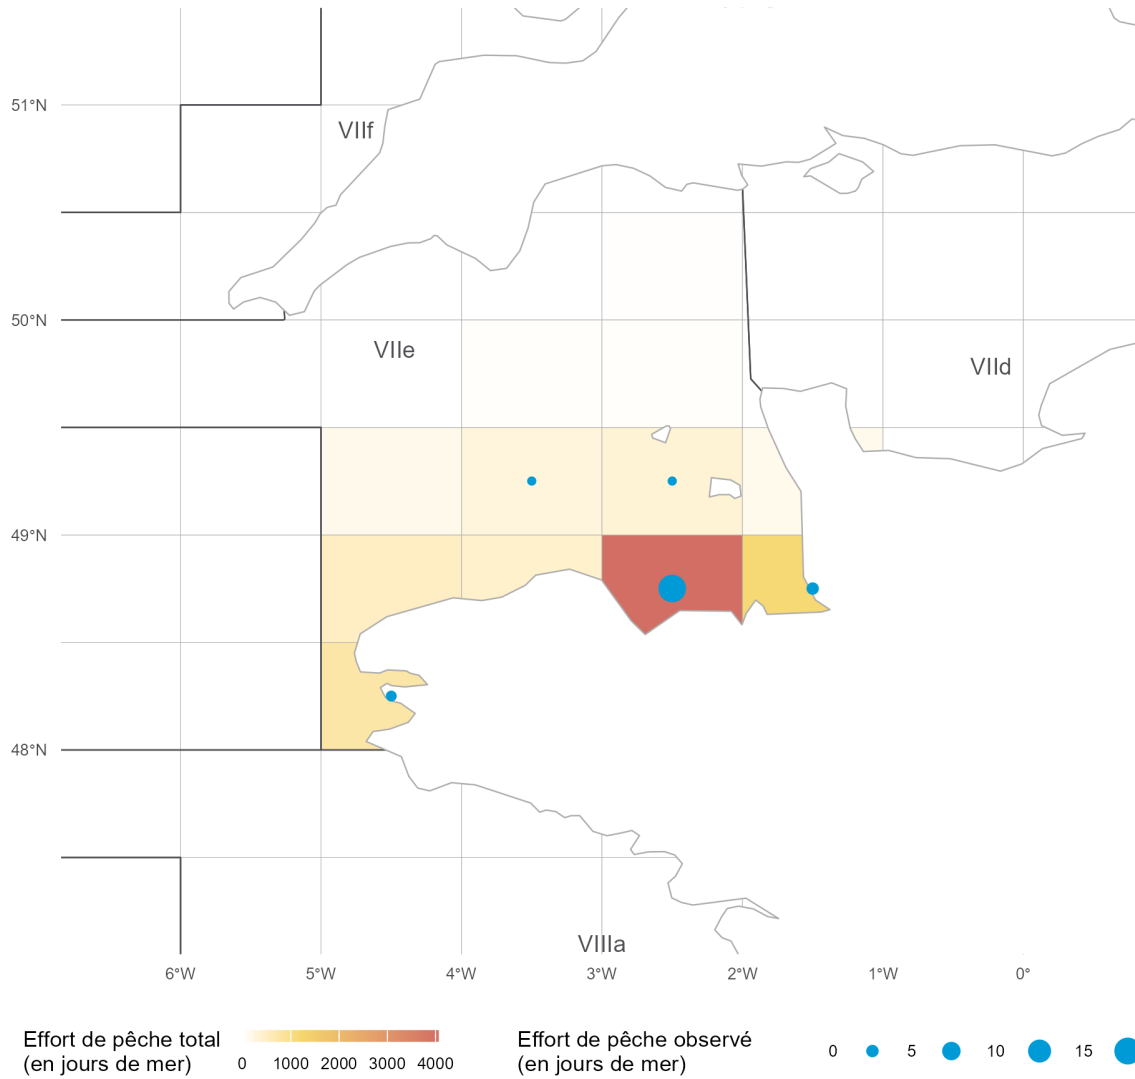 51°N
VIIf
50°N
VIIe
VIId
49°N
48°N
VIIIa
6°W 5°W 4°W 3°W 2°W 1°W 0°
Effort de pêche total
(en jours de mer)
0 1000 2000 3000 4000
Effort de pêche observé
(en jours de mer)
0 5 10 15